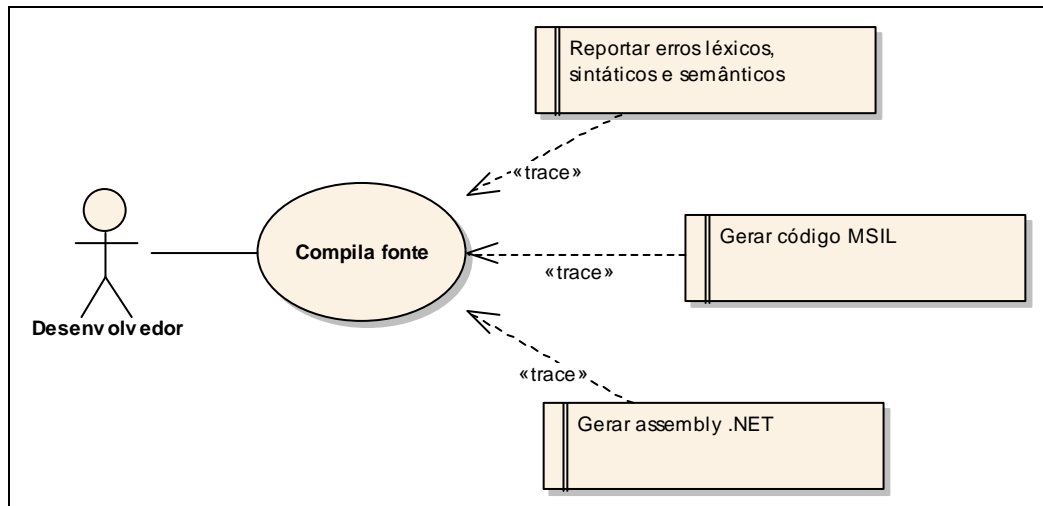 Reportar erros léxicos,
sintáticos e semânticos
«trace»
Compila fonte
Gerar código MSIL
«trace»
Desenvolvedor
«trace»
Gerar assembly .NET